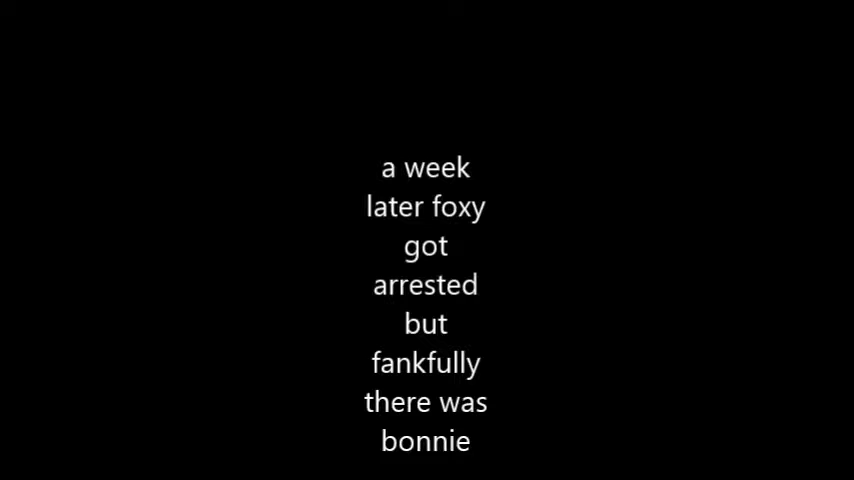 a week
later foxy
got
arrested
but
fankfully
there was
bonnie